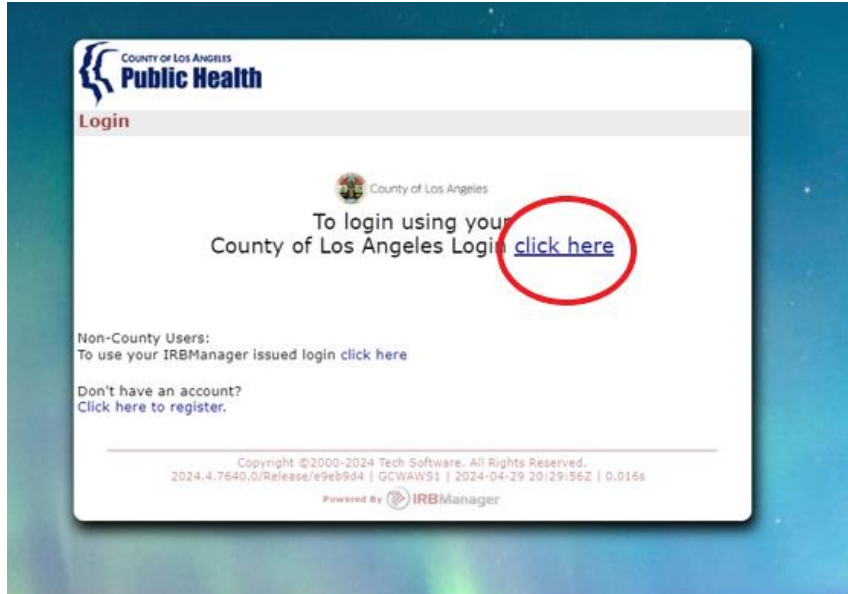 COUNTY OF LOS ANGELES
Public Health
Login
County of Los Angeles
To login using your
County of Los Angeles Login click here
Non-County Users:
To use your IRBManager issued login click here
Don't have an account?
Click here to register.
Copyright ©2000-2024 Tech Software. All Rights Reserved.
2024.4.7640.0/Release/e9eb9d4 | GCWAWS1 | 2024-04-29 20:29:56Z | 0.016s
Powered By IRBManager